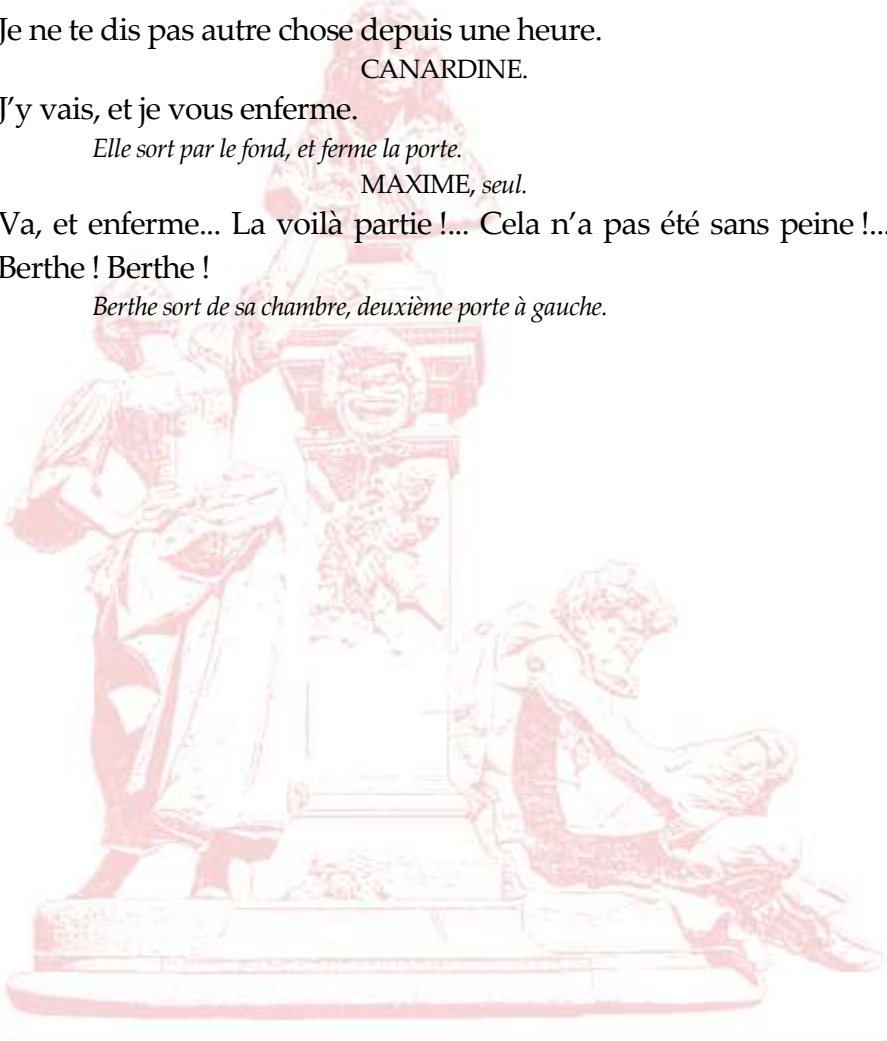 Je ne te dis pas autre chose depuis une heure.
CANARDINE.
J’y vais, et je vous enferme.
Elle sort par le fond, et ferme la porte.
MAXIME, seul.
Va, et enferme... La voilà partie !... Cela n’a pas été sans peine !...
Berthe ! Berthe !
Berthe sort de sa chambre, deuxième porte à gauche.